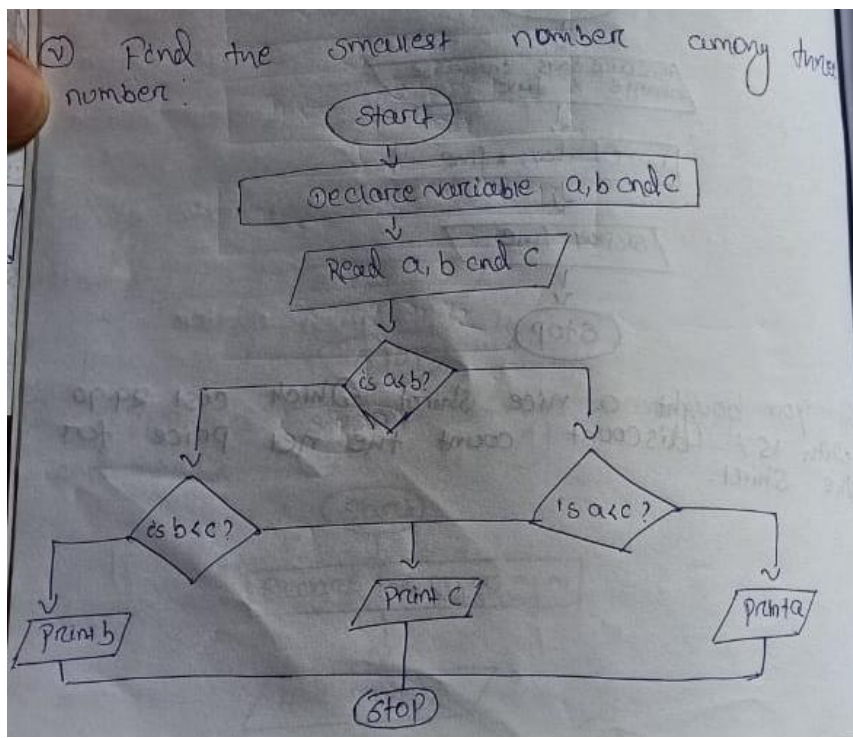 (v) Find the smallest number among three
number:
Start
Declare variable a, b and c
Read a, b and c
is a<b?
is b<c?
is a<c?
Print b
Print c
Print a
Stop